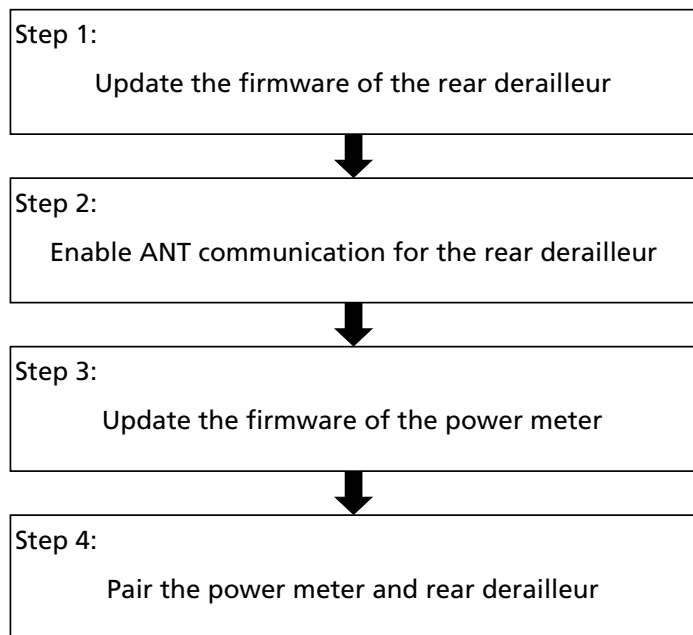 Step 1:
Update the firmware of the rear derailleur
Step 2:
Enable ANT communication for the rear derailleur
Step 3:
Update the firmware of the power meter
Step 4:
Pair the power meter and rear derailleur